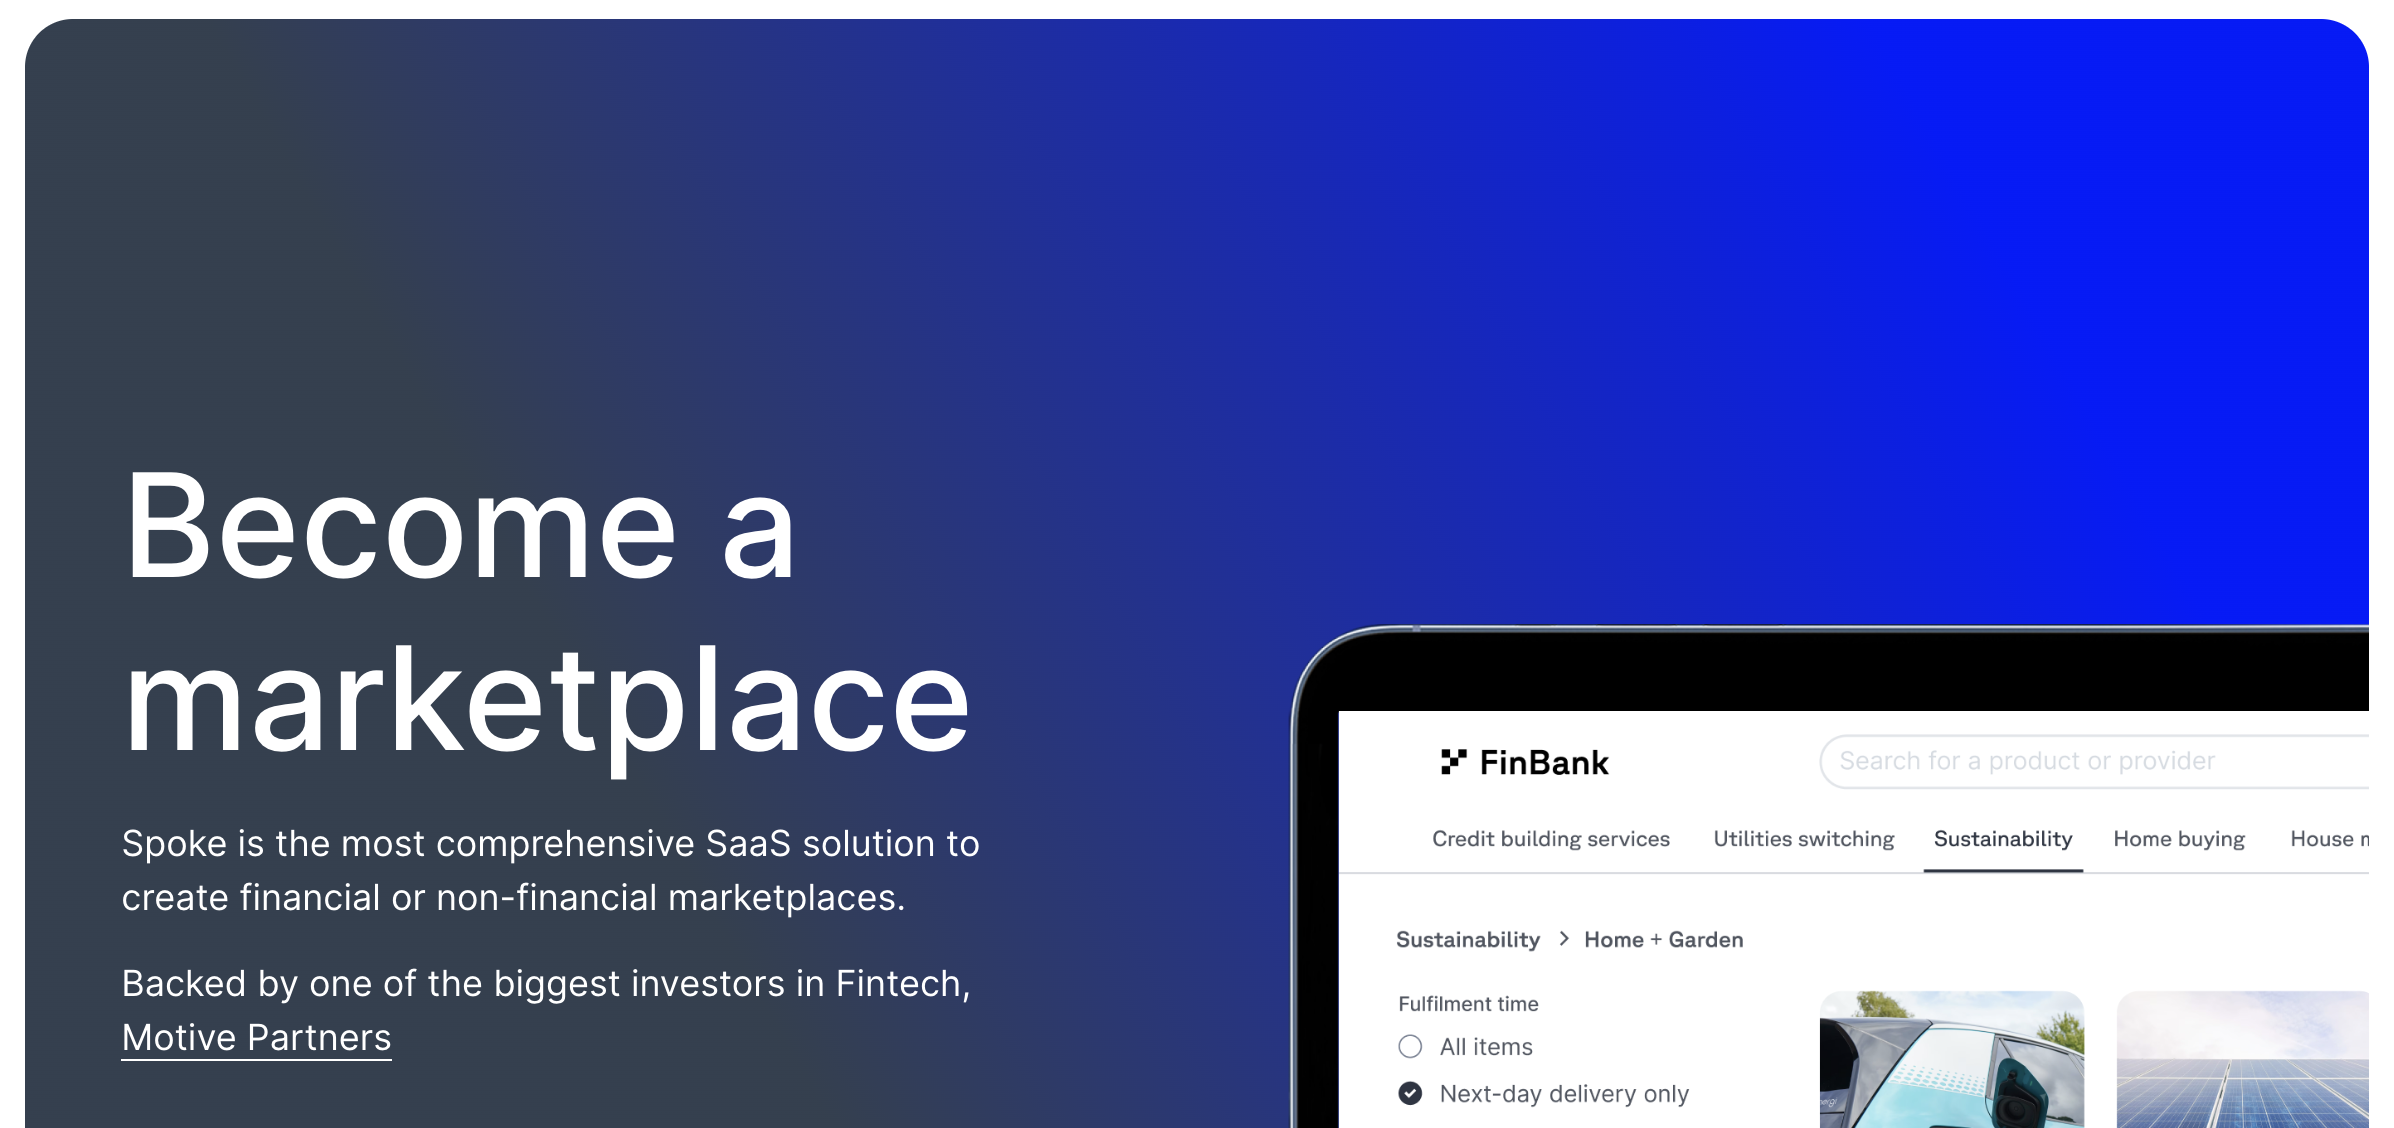 Become a
marketplace
Spoke is the most comprehensive SaaS solution to
create financial or non-financial marketplaces.
Backed by one of the biggest investors in Fintech,
Motive Partners
FinBank
Search for a product or provider
Credit building services Utilities switching Sustainability Home buying House
Sustainability > Home + Garden
Fulfilment time
All items
Next-day delivery only